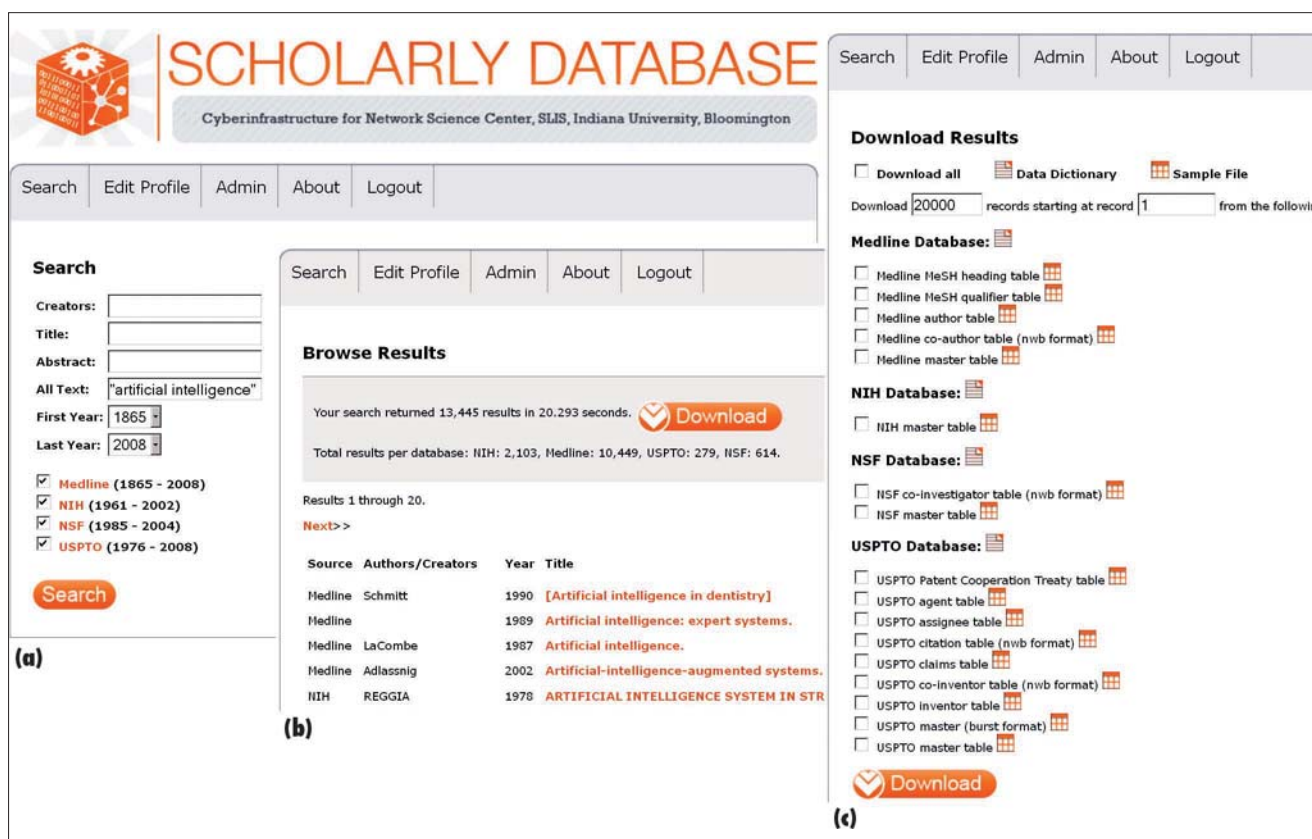 SCHOLARLY DATABASE
Cyberinfrastructure for Network Science Center, SLIS, Indiana University, Bloomington
Search Edit Profile Admin About Logout
Search
Creators:
Title:
Abstract:
All Text: "artificial intelligence"
First Year: 1865
Last Year: 2008
Medline (1865 - 2008)
NIH (1961 - 2002)
NSF (1985 - 2004)
USPTO (1976 - 2008)
Search
(a)
Search Edit Profile Admin About Logout
Browse Results
Your search returned 13,445 results in 20.293 seconds. Download
Total results per database: NIH: 2,103, Medline: 10,449, USPTO: 279, NSF: 614.
Results 1 through 20.
Next>>
Source Authors/Creators Year Title
Medline Schmitt 1990 [Artificial intelligence in dentistry]
Medline 1989 Artificial intelligence: expert systems.
Medline LaCombe 1987 Artificial intelligence.
Medline Adlassnig 2002 Artificial-intelligence-augmented systems.
NIH REGGIA 1978 ARTIFICIAL INTELLIGENCE SYSTEM IN STR
(b)
Search Edit Profile Admin About Logout
Download Results
Download all Data Dictionary Sample File
Download 20000 records starting at record 1 from the followi
Medline Database:
Medline MeSH heading table
Medline MeSH qualifier table
Medline author table
Medline co-author table (nwb format)
Medline master table
NIH Database:
NIH master table
NSF Database:
NSF co-investigator table (nwb format)
NSF master table
USPTO Database:
USPTO Patent Cooperation Treaty table
USPTO agent table
USPTO assignee table
USPTO citation table (nwb format)
USPTO claims table
USPTO co-inventor table (nwb format)
USPTO inventor table
USPTO master (burst format)
USPTO master table
Download
(c)